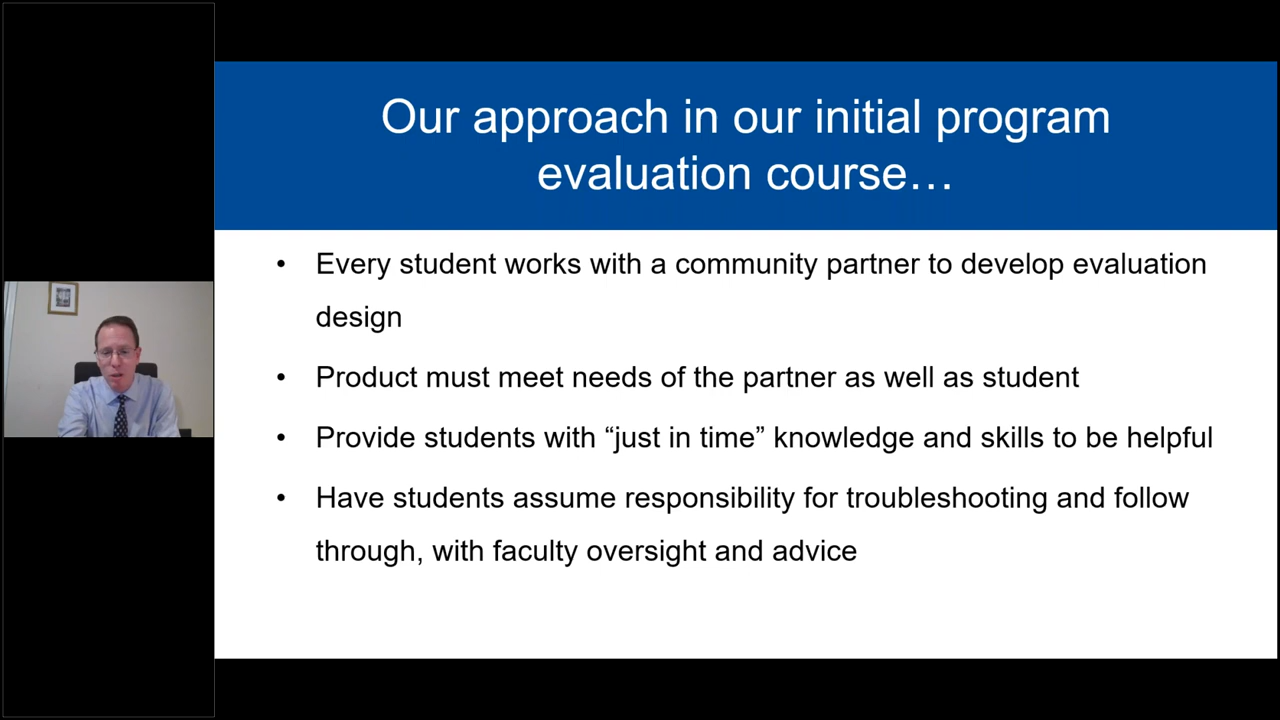 Our approach in our initial program
evaluation course…
• Every student works with a community partner to develop evaluation
design
• Product must meet needs of the partner as well as student
• Provide students with “just in time” knowledge and skills to be helpful
• Have students assume responsibility for troubleshooting and follow
through, with faculty oversight and advice